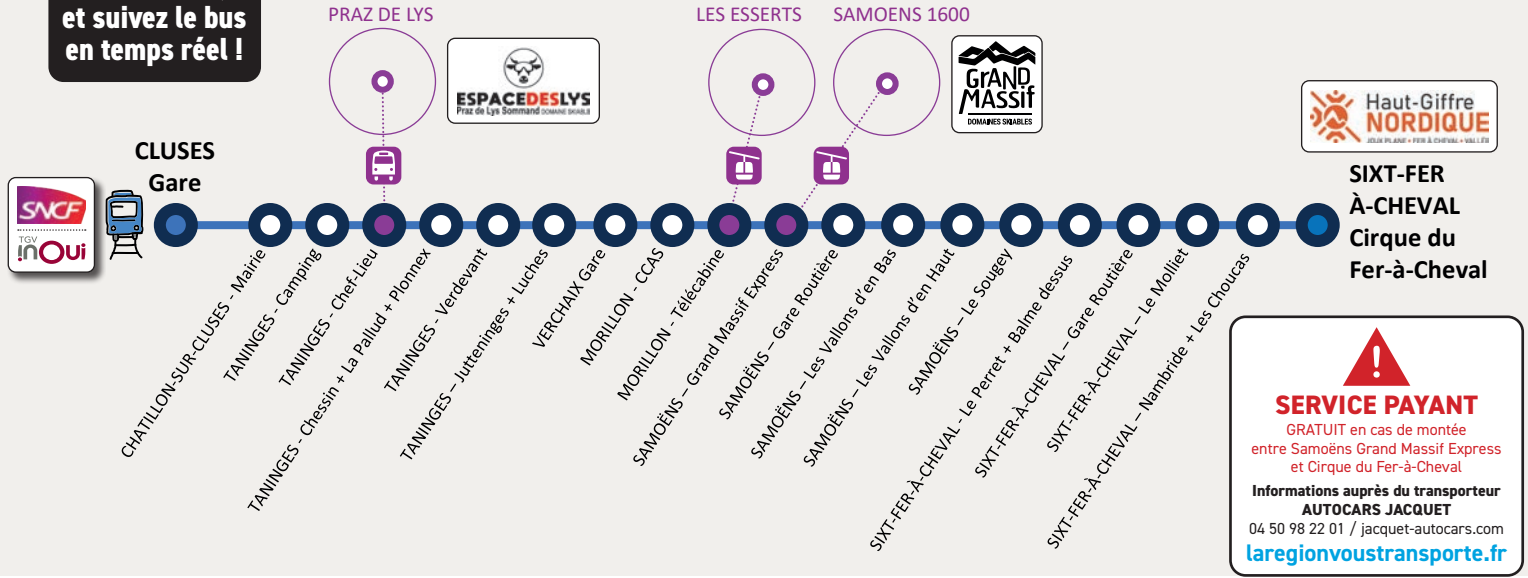 et suivez le bus
en temps réel !
PRAZ DE LYS
LES ESSERTS
SAMOENS 1600
ESPACEDESLYS
Praz de Lys Sommand DOMAINE SKIABLE
GrAND
MASSif
DOMAINES SKIABLES
Haut-Giffre
NORDIQUE
JOUX PLANE • FER À CHEVAL • VALLÉE
SNCF
TGV
inOui
CLUSES
Gare
CHATILLON-SUR-CLUSES - Mairie
TANINGES - Camping
TANINGES - Chef-Lieu
TANINGES - Chessin + La Pallud + Plonnex
TANINGES - Verdevant
TANINGES – Jutteninges + Luches
VERCHAIX Gare
MORILLON - CCAS
MORILLON - Télécabine
SAMOËNS – Grand Massif Express
SAMOËNS – Gare Routière
SAMOËNS – Les Vallons d'en Bas
SAMOËNS – Les Vallons d'en Haut
SAMOËNS – Le Sougey
SIXT-FER-À-CHEVAL - Le Perret + Balme dessus
SIXT-FER-À-CHEVAL – Gare Routière
SIXT-FER-À-CHEVAL – Le Molliet
SIXT-FER-À-CHEVAL – Nambride + Les Choucas
SIXT-FER
À-CHEVAL
Cirque du
Fer-à-Cheval
!
SERVICE PAYANT
GRATUIT en cas de montée
entre Samoëns Grand Massif Express
et Cirque du Fer-à-Cheval
Informations auprès du transporteur
AUTOCARS JACQUET
04 50 98 22 01 / jacquet-autocars.com
laregionvoustransporte.fr